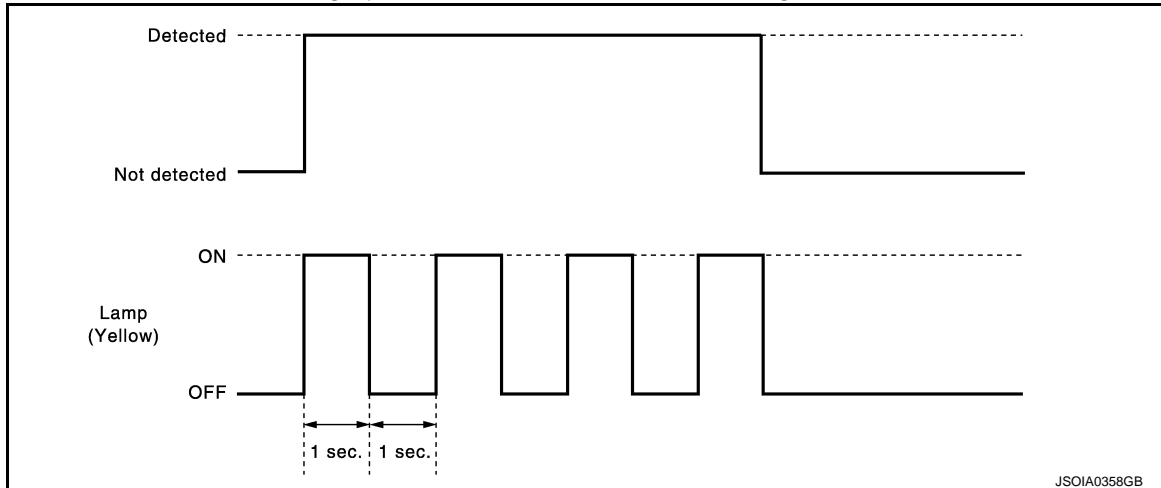 Detected
Not detected
ON
Lamp
(Yellow)
OFF
1 sec. 1 sec.
JSOIA0358GB